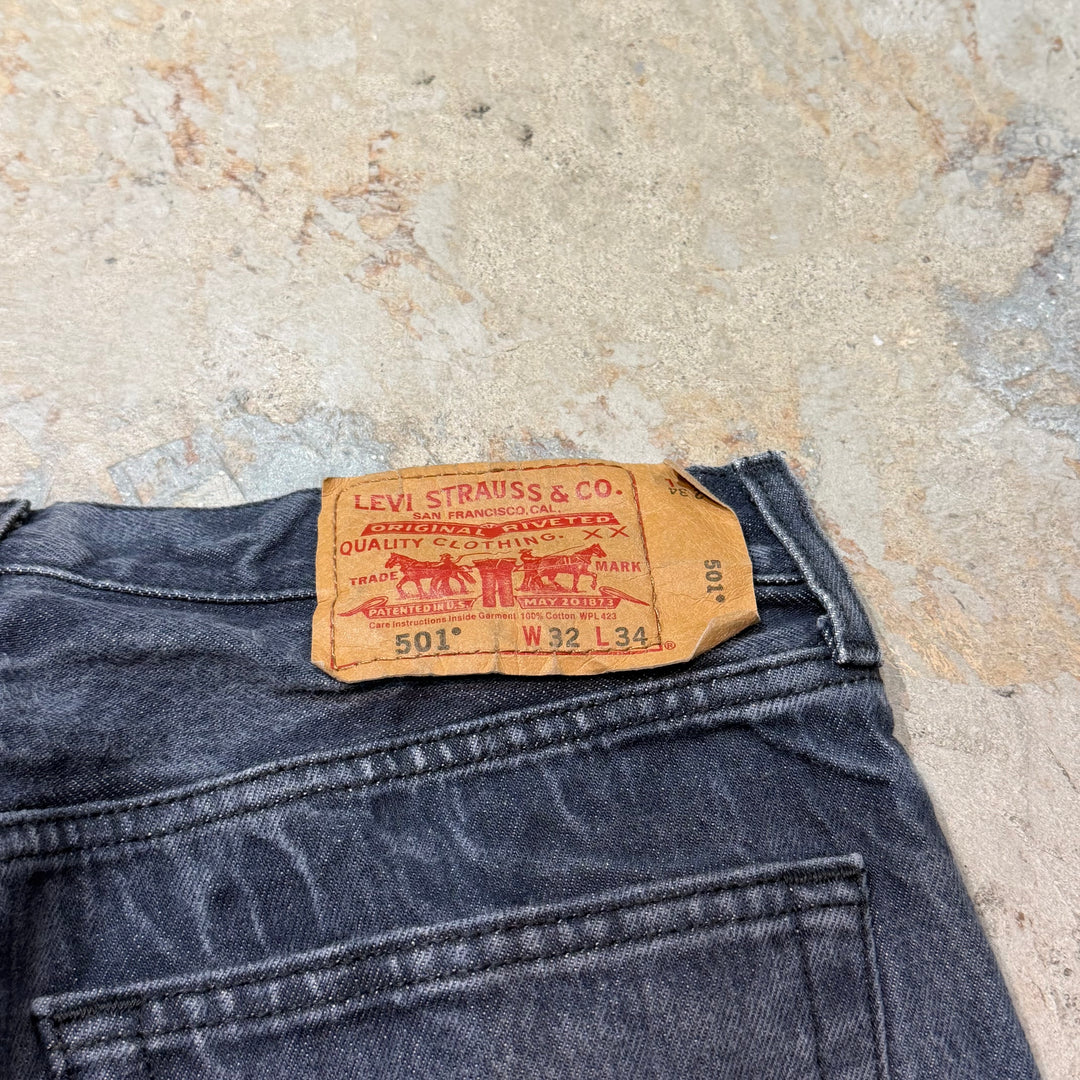 LEVI STRAUSS & CO.
SAN FRANCISCO, CAL.
ORIGINAL RIVETED
QUALITY CLOTHING. XX
TRADE MARK
PATENTED IN U.S. MAY 20 1873
Care Instructions Inside Garment 100% Cotton WPL 423
501® W 32 L 34 ®
501®
34